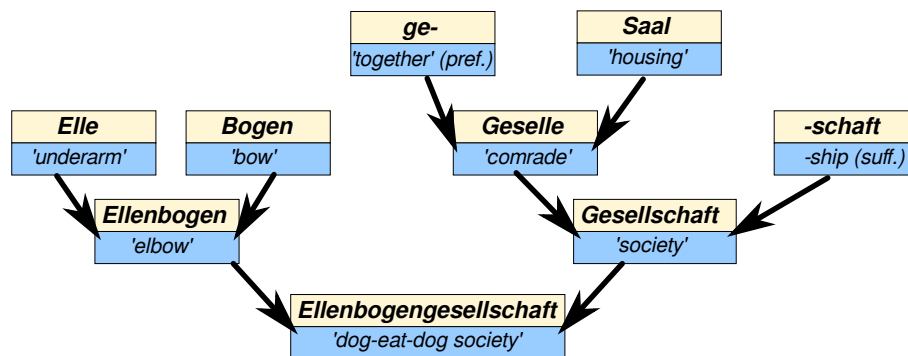 ge-
'together' (pref.)
Saal
'housing'
Elle
'underarm'
Bogen
'bow'
Geselle
'comrade'
-schaft
-ship (suff.)
Ellenbogen
'elbow'
Gesellschaft
'society'
Ellenbogengesellschaft
'dog-eat-dog society'